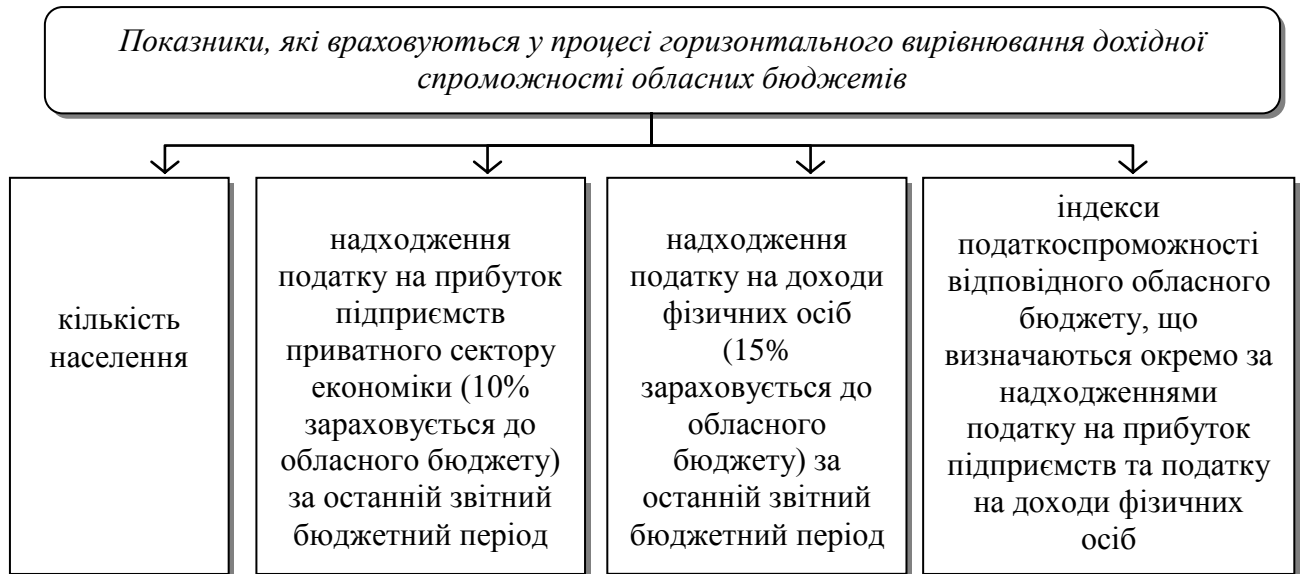 Показники, які враховуються у процесі горизонтального вирівнювання дохідної
спроможності обласних бюджетів
кількість
населення
надходження
податку на прибуток
підприємств
приватного сектору
економіки (10%
зараховується до
обласного бюджету)
за останній звітний
бюджетний період
надходження
податку на доходи
фізичних осіб
(15%
зараховується до
обласного
бюджету) за
останній звітний
бюджетний період
індекси
податкоспроможності
відповідного обласного
бюджету, що
визначаються окремо за
надходженнями
податку на прибуток
підприємств та податку
на доходи фізичних
осіб